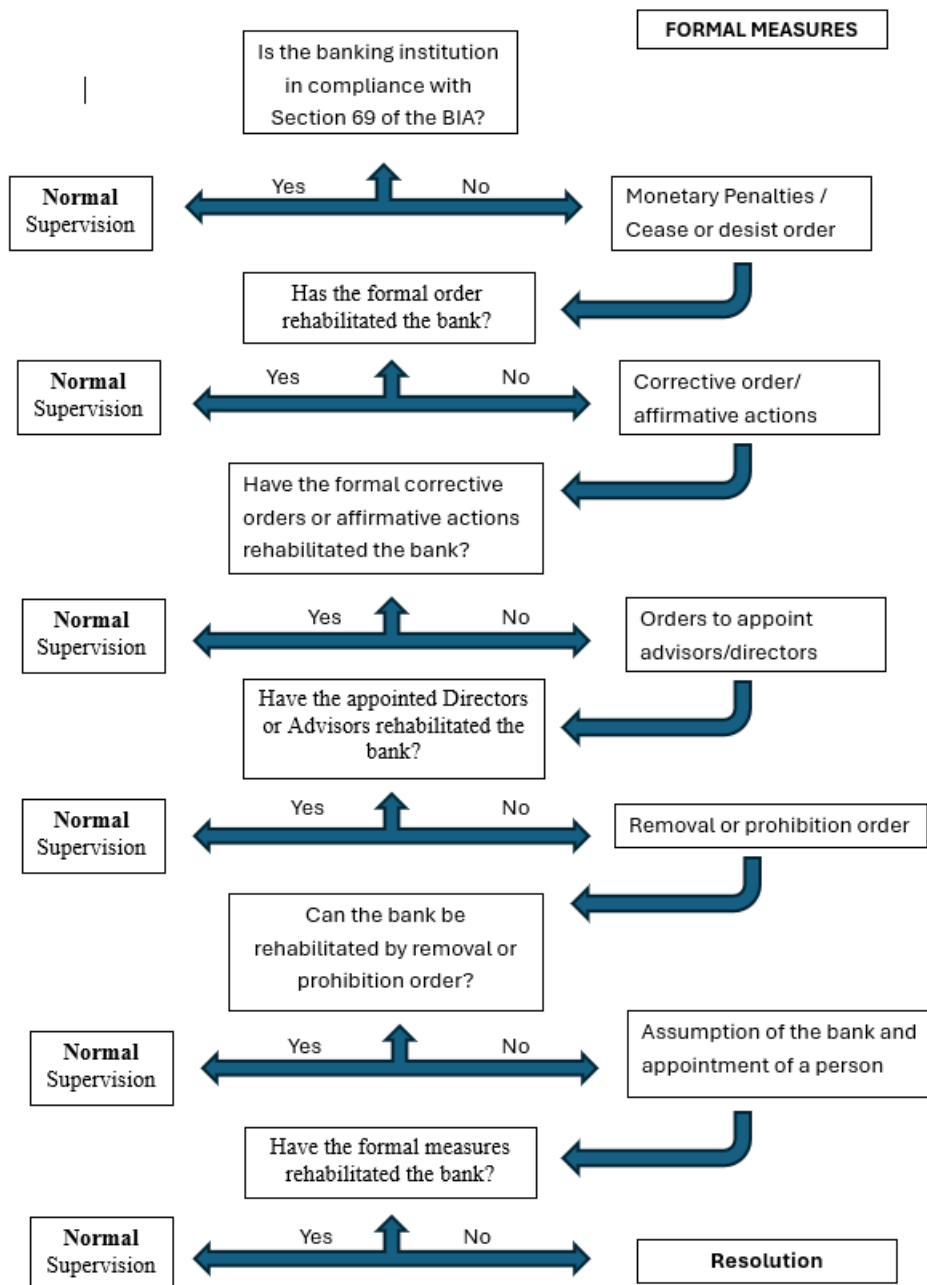 FORMAL MEASURES
Is the banking institution
in compliance with
Section 69 of the BIA?
Yes
No
Normal
Supervision
Monetary Penalties /
Cease or desist order
Has the formal order
rehabilitated the bank?
Yes
No
Normal
Supervision
Corrective order/
affirmative actions
Have the formal corrective
orders or affirmative actions
rehabilitated the bank?
Yes
No
Normal
Supervision
Orders to appoint
advisors/directors
Have the appointed Directors
or Advisors rehabilitated the
bank?
Yes
No
Normal
Supervision
Removal or prohibition order
Can the bank be
rehabilitated by removal or
prohibition order?
Yes
No
Normal
Supervision
Assumption of the bank and
appointment of a person
Have the formal measures
rehabilitated the bank?
Yes
No
Normal
Supervision
Resolution